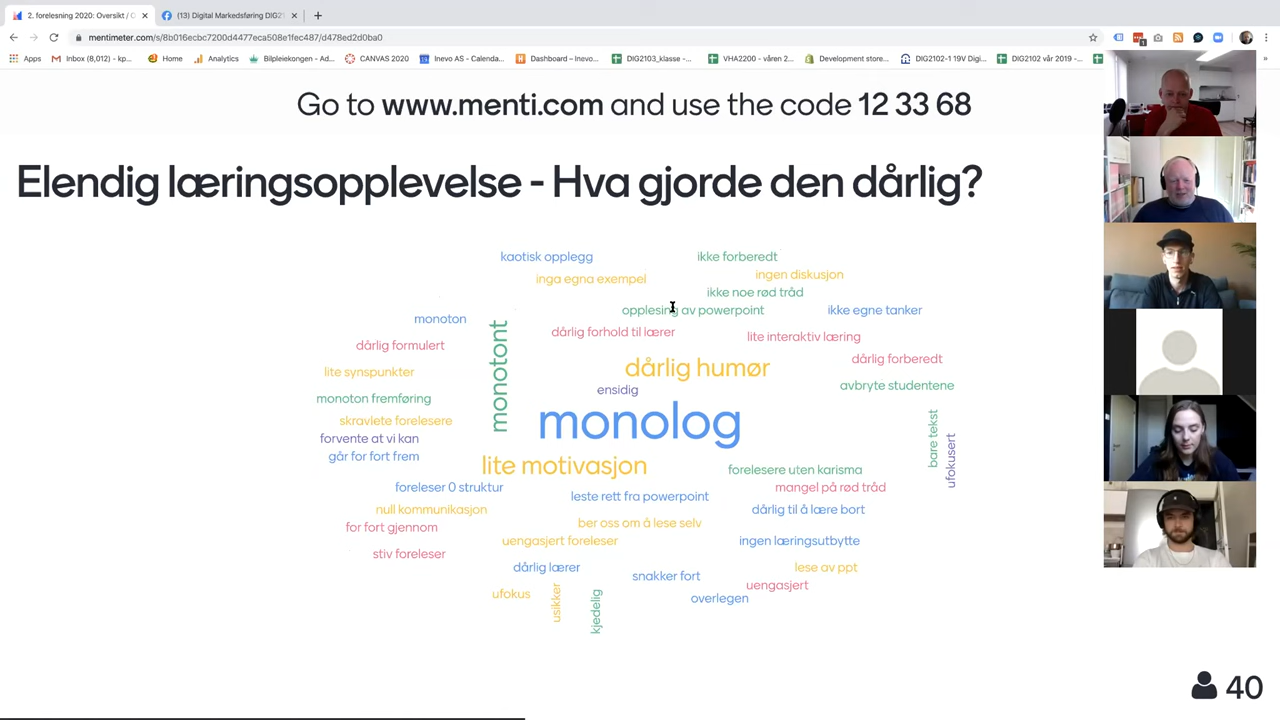 2. forelesning 2020: Oversikt / O
(13) Digital Markedsføring DIG21
mentimeter.com/s/8b016ecbc7200d4477eca508e1fec487/d478ed2d0ba0
Apps
Inbox (8,012) - kp...
Home
Analytics
Bilpleiekongen - Ad...
CANVAS 2020
Inevo AS - Calenda...
Dashboard – Inevo...
DIG2103_klasse -...
VHA2200 - våren 2...
Development store...
DIG2102-1 19V Digi...
DIG2102 vår 2019 -...
»
Go to www.menti.com and use the code 12 33 68
Elendig læringsopplevelse - Hva gjorde den dårlig?
kaotisk opplegg
ikke forberedt
inga egna exempel
ingen diskusjon
ikke noe rød tråd
opplesing av powerpoint
ikke egne tanker
monoton
dårlig forhold til lærer
lite interaktiv læring
dårlig formulert
monotont
dårlig humør
dårlig forberedt
lite synspunkter
avbryte studentene
ensidig
monoton fremføring
monolog
skravlete forelesere
bare tekst
forvente at vi kan
ufokusert
går for fort frem
lite motivasjon
forelesere uten karisma
foreleser 0 struktur
leste rett fra powerpoint
mangel på rød tråd
null kommunikasjon
dårlig til å lære bort
for fort gjennom
ber oss om å lese selv
uengasjert foreleser
ingen læringsutbytte
stiv foreleser
dårlig lærer
snakker fort
lese av ppt
uengasjert
ufokus
usikker
kjedelig
overlegen
40